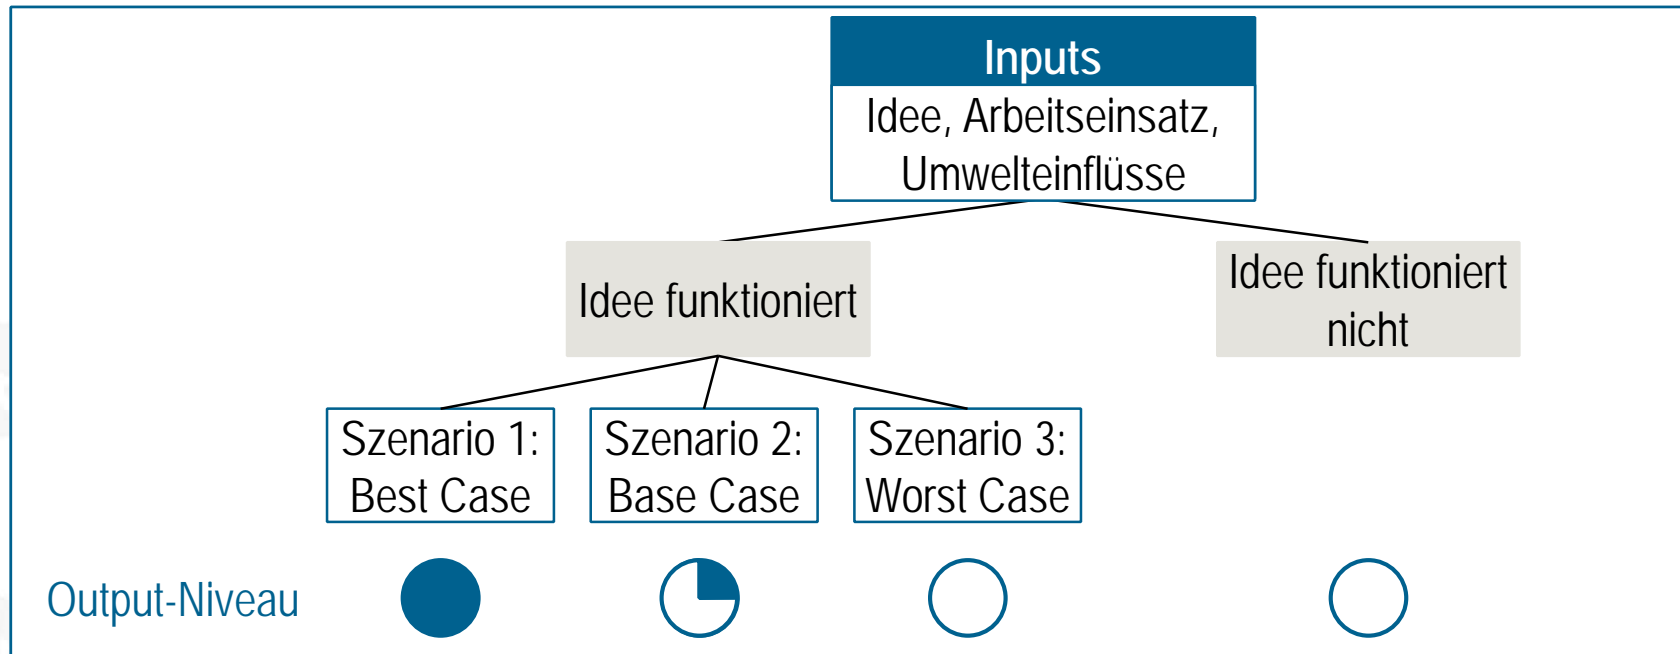 Inputs
Idee, Arbeitseinsatz,
Umwelteinflüsse
Idee funktioniert
Idee funktioniert
nicht
Szenario 1:
Best Case
Szenario 2:
Base Case
Szenario 3:
Worst Case
Output-Niveau